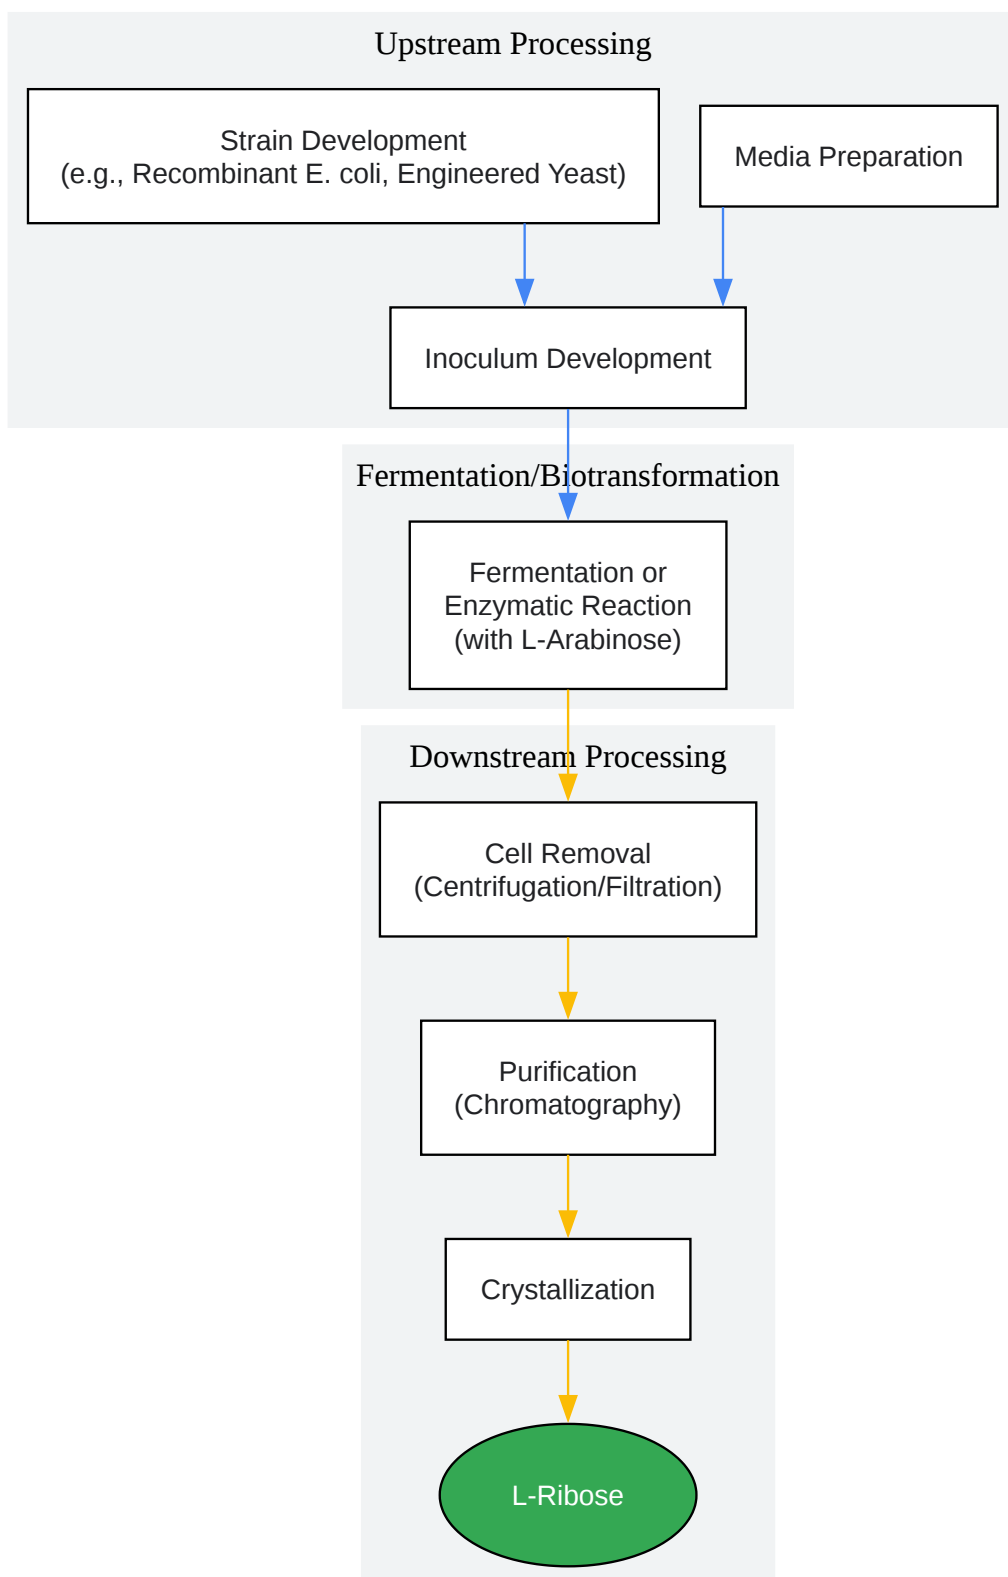 Upstream Processing
Strain Development
(e.g., Recombinant E. coli, Engineered Yeast)
Media Preparation
Inoculum Development
Fermentation/Biotransformation
Fermentation or
Enzymatic Reaction
(with L-Arabinose)
Downstream Processing
Cell Removal
(Centrifugation/Filtration)
Purification
(Chromatography)
Crystallization
L-Ribose